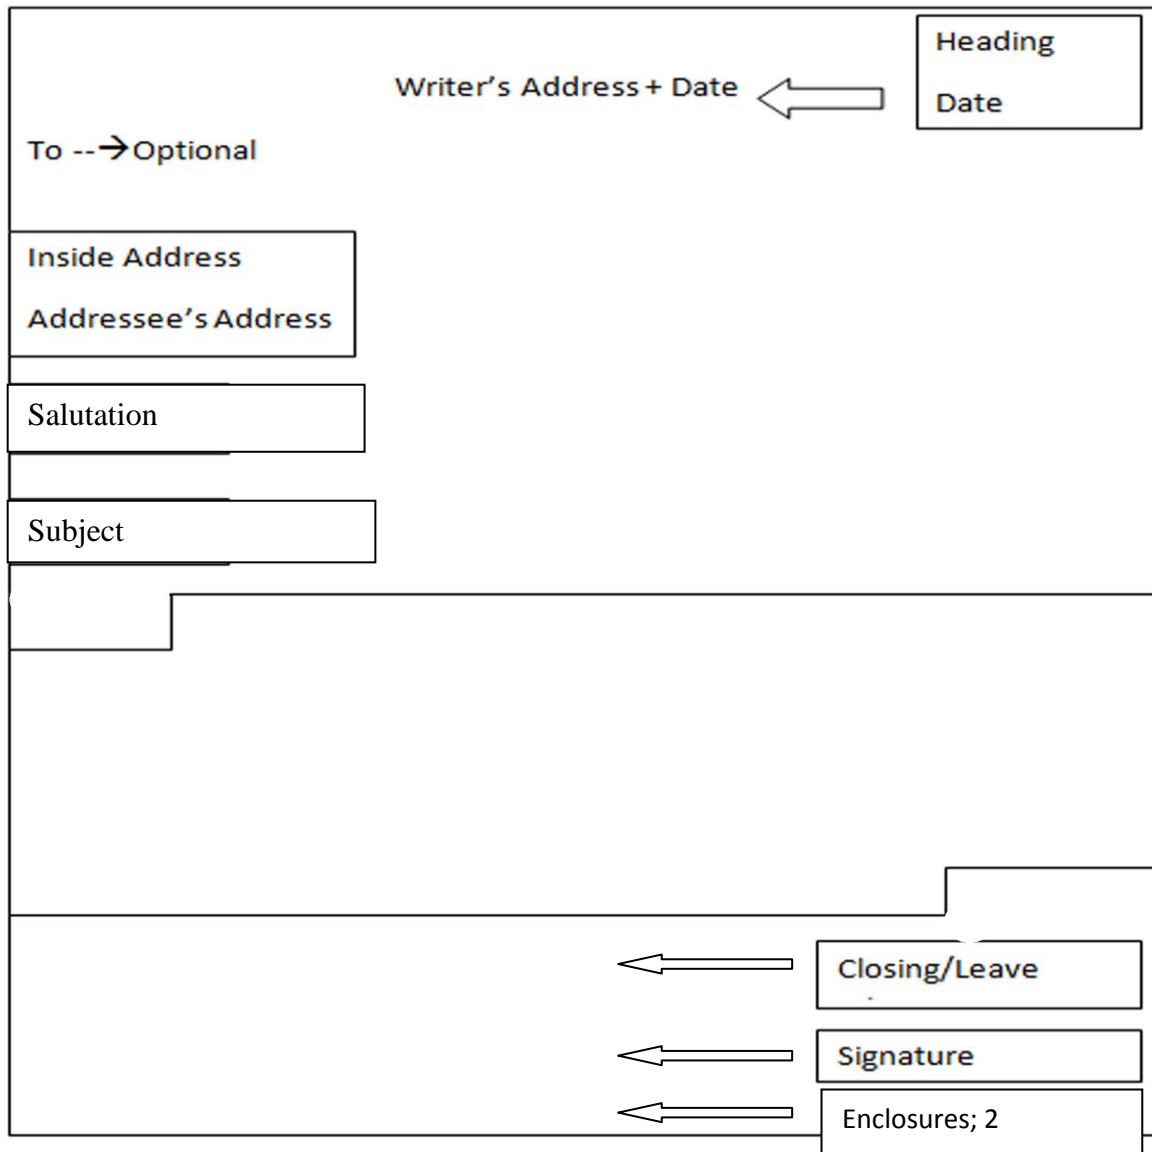 Heading
Writer's Address + Date
Date
To --→Optional
Inside Address
Addressee's Address
Salutation
Subject
Closing/Leave
Signature
Enclosures; 2